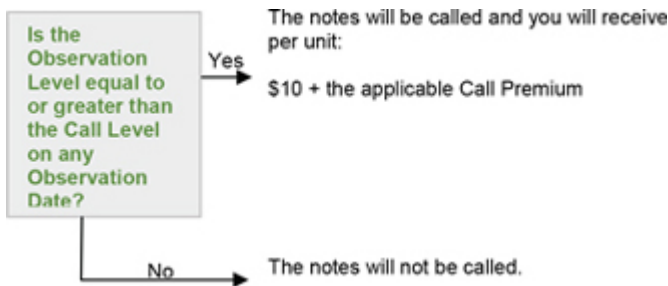 Is the
Observation
Level equal to
or greater than
the Call Level
on any
Observation
Date?
Yes
The notes will be called and you will receive
per unit:
$10 + the applicable Call Premium
No
The notes will not be called.